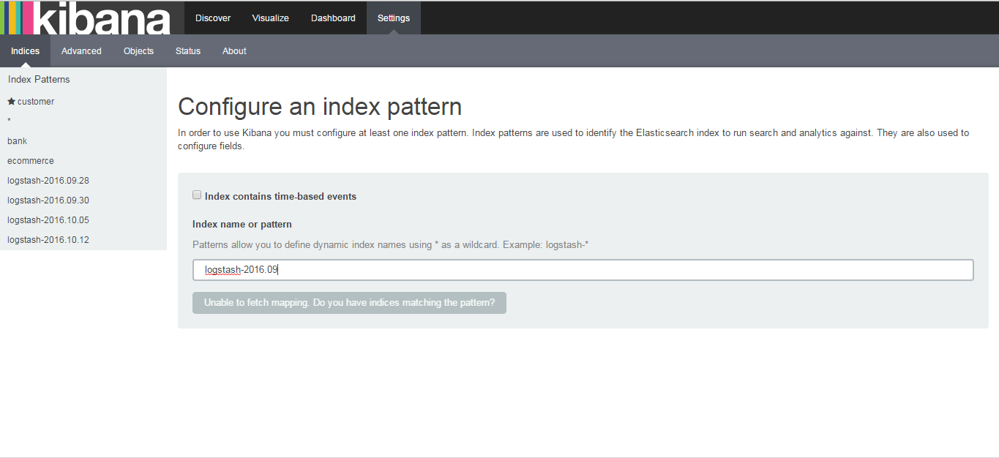 kibana
Discover
Visualize
Dashboard
Settings
Indices
Advanced
Objects
Status
About
Index Patterns
customer
*
bank
ecommerce
logstash-2016.09.28
logstash-2016.09.30
logstash-2016.10.05
logstash-2016.10.12
Configure an index pattern
In order to use Kibana you must configure at least one index pattern. Index patterns are used to identify the Elasticsearch index to run search and analytics against. They are also used to
configure fields.
Index contains time-based events
Index name or pattern
Patterns allow you to define dynamic index names using * as a wildcard. Example: logstash-*
logstash-2016.09
Unable to fetch mapping. Do you have indices matching the pattern?